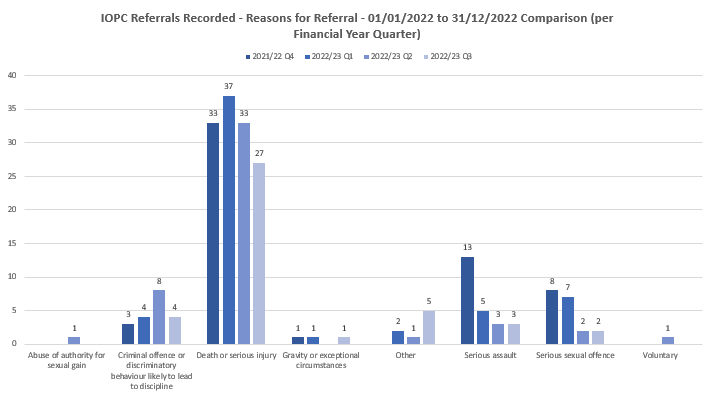 IOPC Referrals Recorded - Reasons for Referral - 01/01/2022 to 31/12/2022 Comparison (per
Financial Year Quarter)
2021/22 Q4 2022/23 Q1 2022/23 Q2 2022/23 Q3
40
35
30
25
20
15
10
5
0
1
3 4 8 4
33 37 33 27
1 1 1
2 1 5
13 5 3 3
8 7 2 2
1
Abuse of authority for
sexual gain
Criminal offence or
discriminatory
behaviour likely to lead
to discipline
Death or serious injury
Gravity or exceptional
circumstances
Other
Serious assault
Serious sexual offence
Voluntary